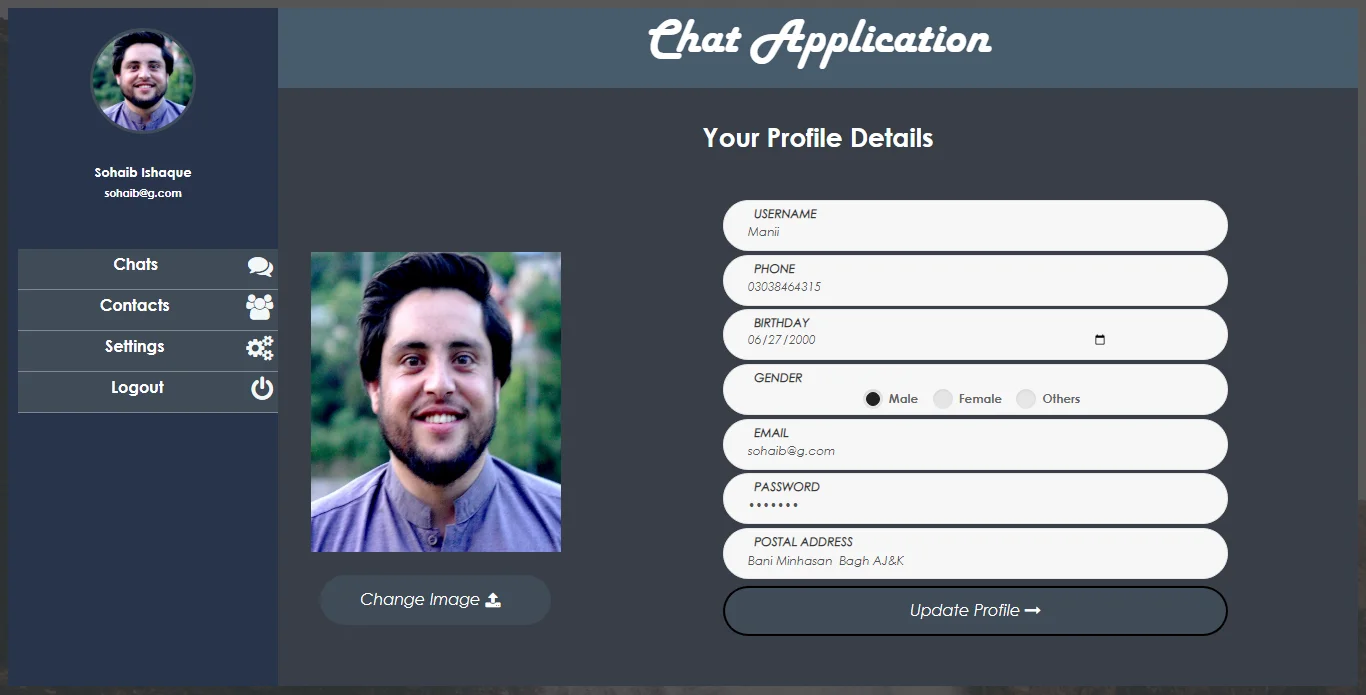 Chat Application
Sohaib Ishaque
sohaib@g.com
Chats
Contacts
Settings
Logout
Your Profile Details
Change Image
USERNAME
Manii
PHONE
03038464315
BIRTHDAY
06/27/2000
GENDER
Male Female Others
EMAIL
sohaib@g.com
PASSWORD
•••••••
POSTAL ADDRESS
Bani Minhasan Bagh AJ&K
Update Profile